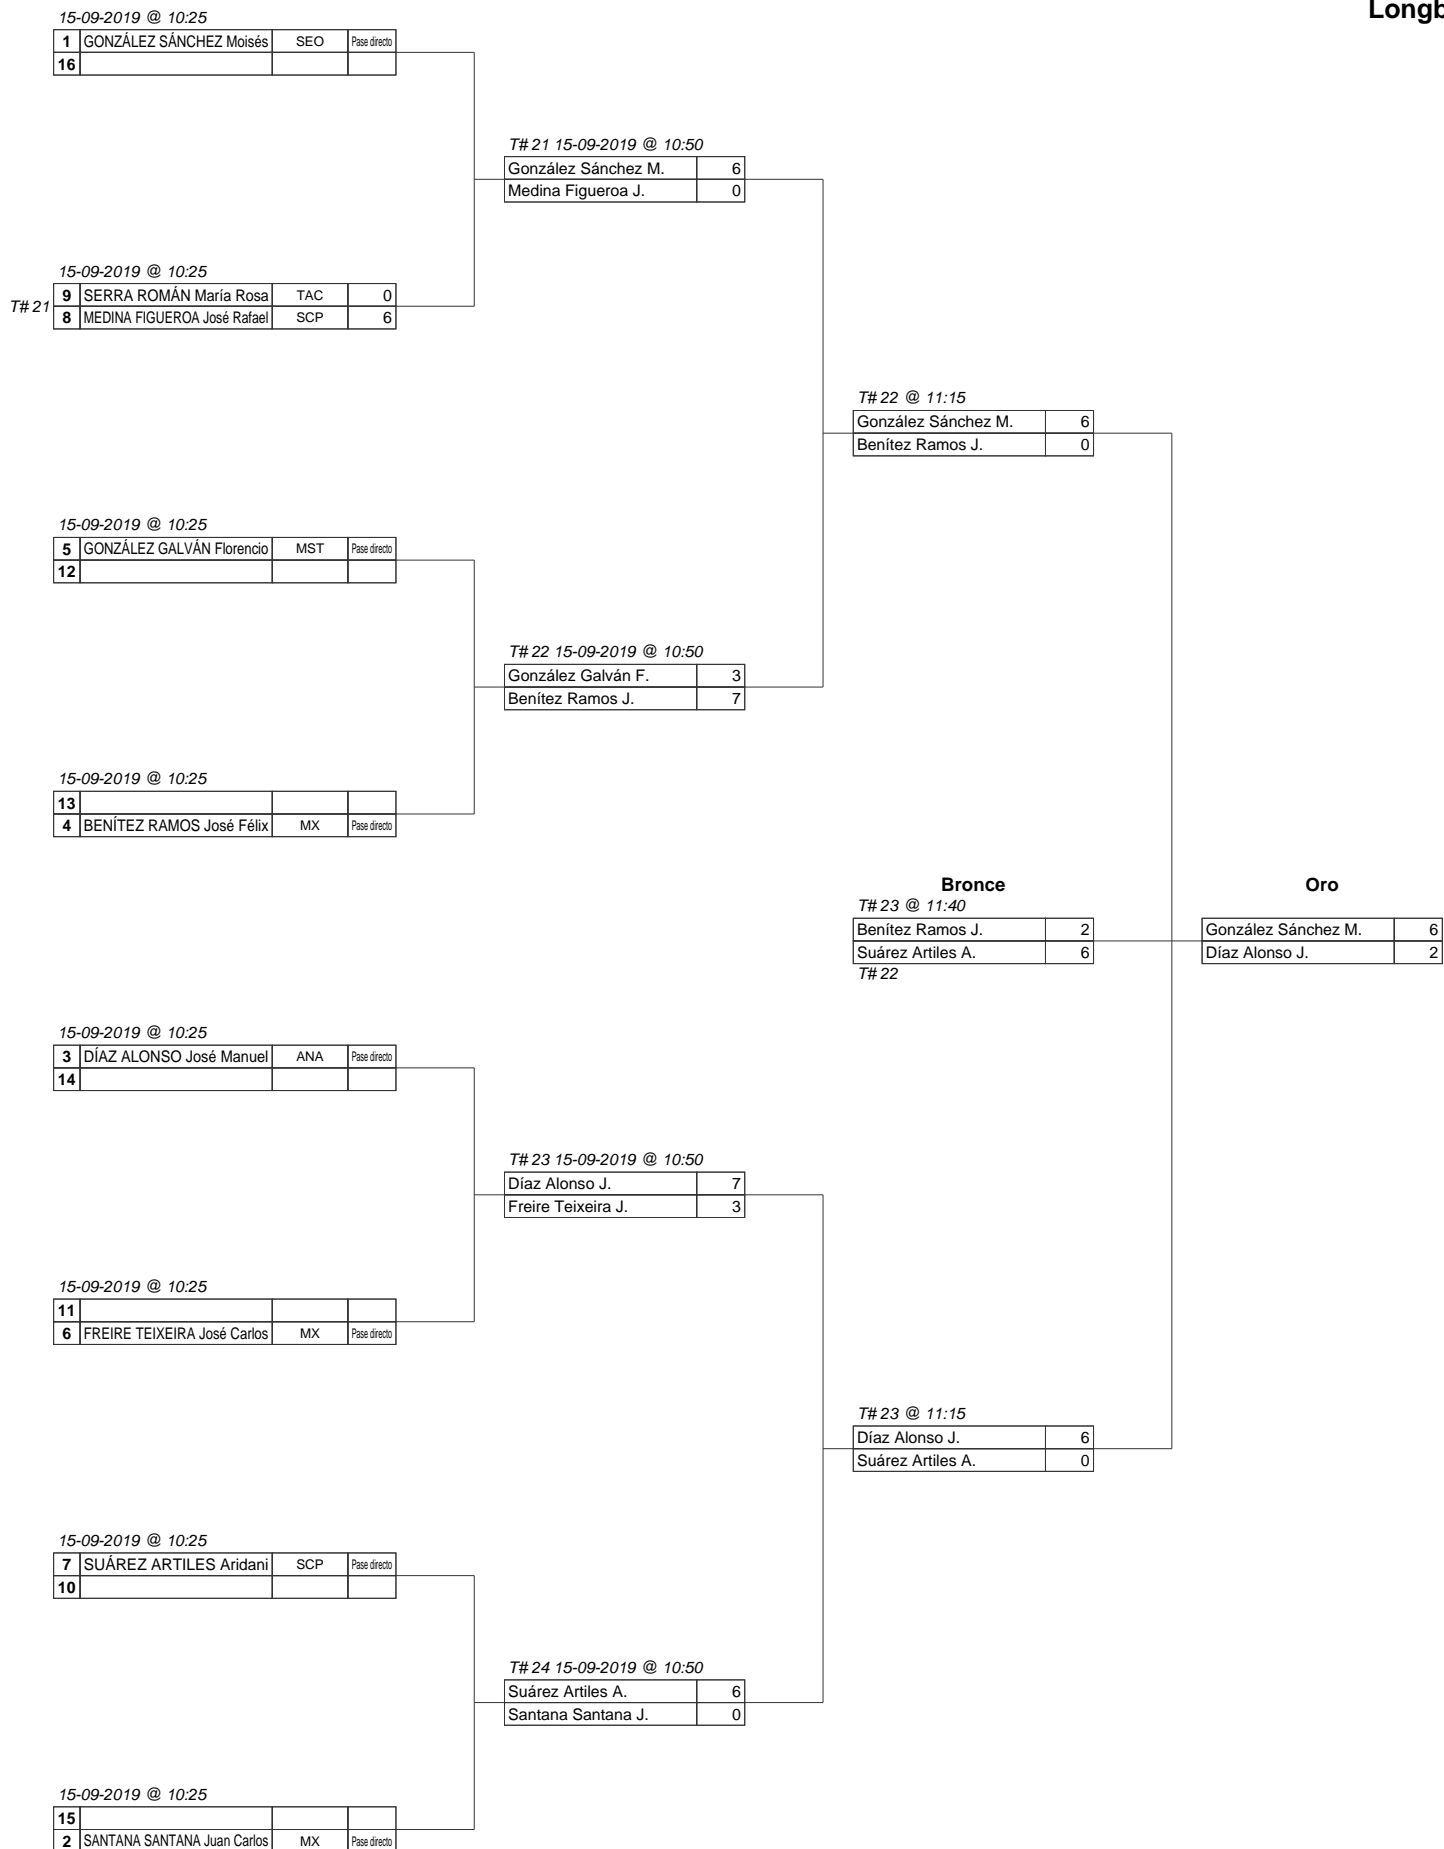 Longb
15-09-2019 @ 10:25
1 GONZÁLEZ SÁNCHEZ Moisés SEO Pase directo
16
T# 21 15-09-2019 @ 10:50
González Sánchez M. 6
Medina Figueroa J. 0
15-09-2019 @ 10:25
T# 21
9 SERRA ROMÁN María Rosa TAC 0
8 MEDINA FIGUEROA José Rafael SCP 6
T# 22 @ 11:15
González Sánchez M. 6
Benítez Ramos J. 0
15-09-2019 @ 10:25
5 GONZÁLEZ GALVÁN Florencio MST Pase directo
12
T# 22 15-09-2019 @ 10:50
González Galván F. 3
Benítez Ramos J. 7
15-09-2019 @ 10:25
13
4 BENÍTEZ RAMOS José Félix MX Pase directo
Bronce
T# 23 @ 11:40
Benítez Ramos J. 2
Suárez Artiles A. 6
T# 22
Oro
González Sánchez M. 6
Díaz Alonso J. 2
15-09-2019 @ 10:25
3 DÍAZ ALONSO José Manuel ANA Pase directo
14
T# 23 15-09-2019 @ 10:50
Díaz Alonso J. 7
Freire Teixeira J. 3
15-09-2019 @ 10:25
11
6 FREIRE TEIXEIRA José Carlos MX Pase directo
T# 23 @ 11:15
Díaz Alonso J. 6
Suárez Artiles A. 0
15-09-2019 @ 10:25
7 SUÁREZ ARTILES Aridani SCP Pase directo
10
T# 24 15-09-2019 @ 10:50
Suárez Artiles A. 6
Santana Santana J. 0
15-09-2019 @ 10:25
15
2 SANTANA SANTANA Juan Carlos MX Pase directo